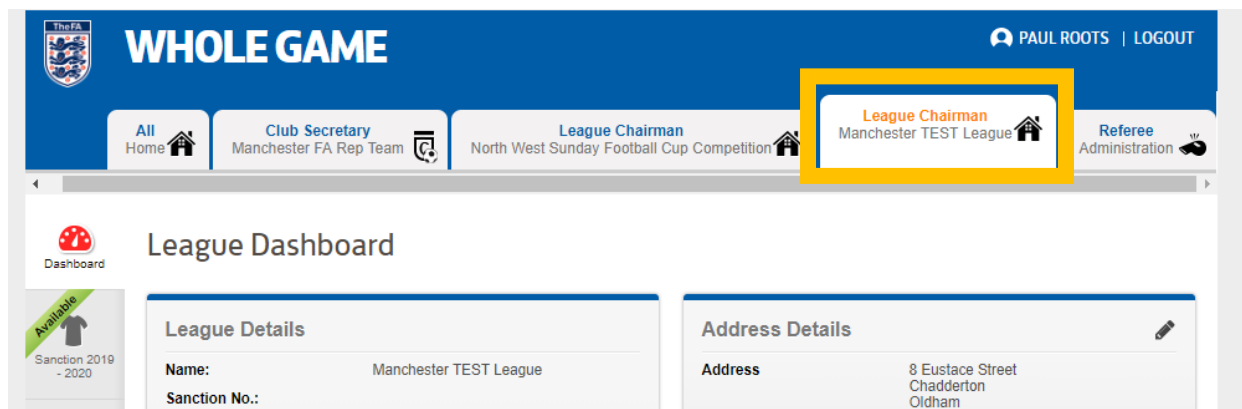 TheFA
WHOLE GAME
PAUL ROOTS | LOGOUT
All
Home
Club Secretary
Manchester FA Rep Team
League Chairman
North West Sunday Football Cup Competition
League Chairman
Manchester TEST League
Referee
Administration
Dashboard
League Dashboard
Available
Sanction 2019
- 2020
League Details
Name: Manchester TEST League
Sanction No.:
Address Details
Address 8 Eustace Street
Chadderton
Oldham